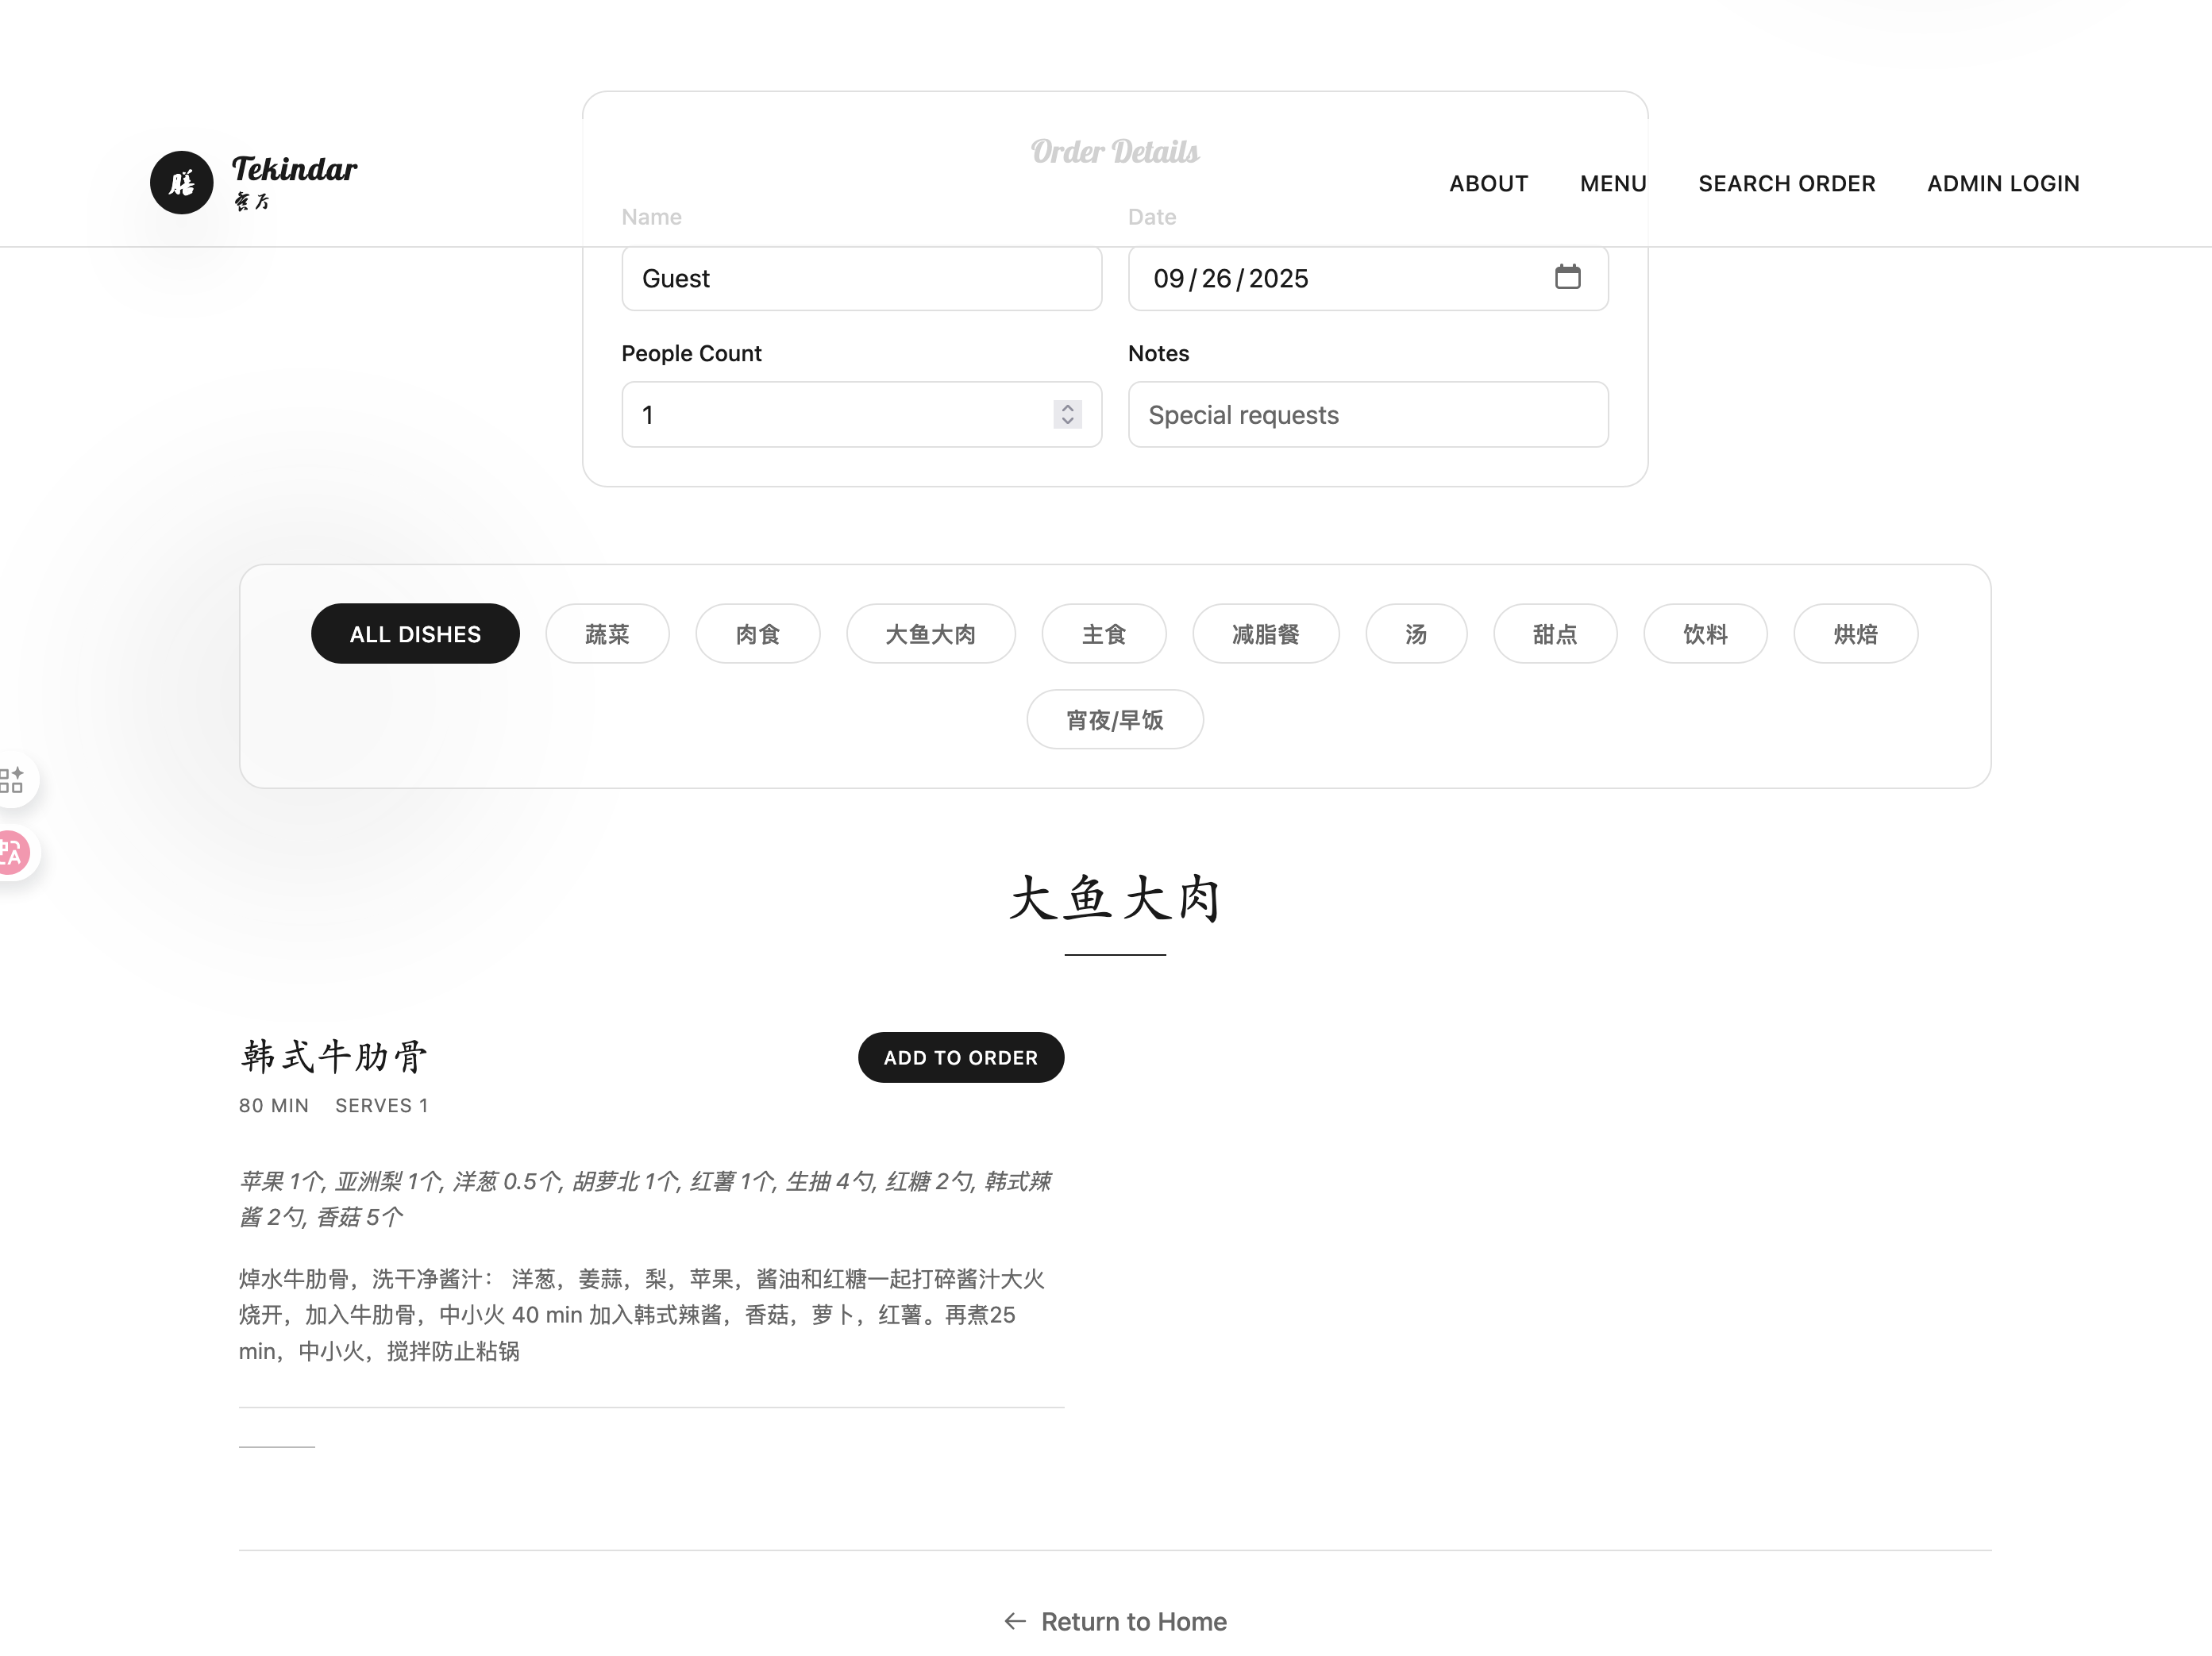 Order Details
Tekindar
餐厅
ABOUT
MENU
SEARCH ORDER
ADMIN LOGIN
Name
Date
Guest
09/26/2025
People Count
Notes
1
Special requests
ALL DISHES
蔬菜
肉食
大鱼大肉
主食
减脂餐
汤
甜点
饮料
烘焙
宵夜/早饭
大鱼大肉
韩式牛肋骨
ADD TO ORDER
80 MIN SERVES 1
苹果 1个, 亚洲梨 1个, 洋葱 0.5个, 胡萝北 1个, 红薯 1个, 生抽 4勺, 红糖 2勺, 韩式辣
酱 2勺, 香菇 5个
焯水牛肋骨，洗干净酱汁： 洋葱，姜蒜，梨，苹果，酱油和红糖一起打碎酱汁大火
烧开，加入牛肋骨，中小火 40 min 加入韩式辣酱，香菇，萝卜，红薯。再煮25
min，中小火，搅拌防止粘锅
← Return to Home